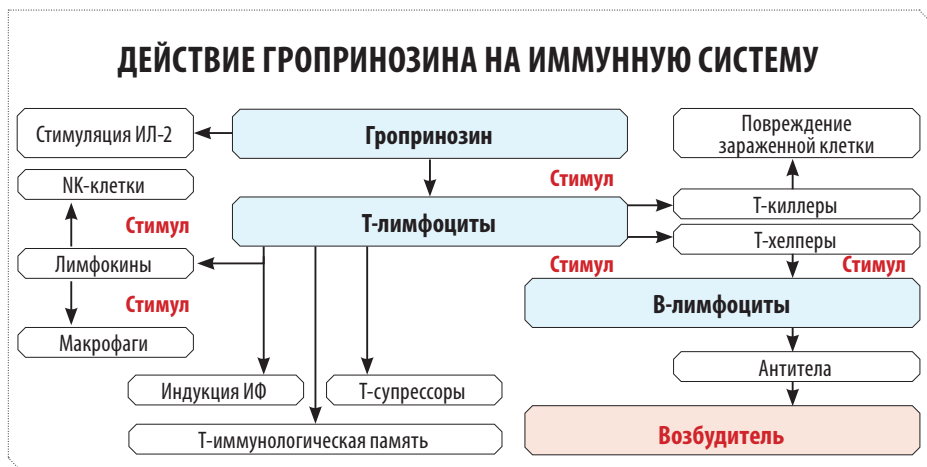 ДЕЙСТВИЕ ГРОПРИНОЗИНА НА ИММУННУЮ СИСТЕМУ
Стимуляция ИЛ-2
Гропринозин
Повреждение
зараженной клетки
NK-клетки
Стимул
Т-лимфоциты
Т-киллеры
Стимул
Т-хелперы
Лимфокины
Стимул
Стимул
Стимул
В-лимфоциты
Макрофаги
Антитела
Индукция ИФ
Т-супрессоры
Т-иммунологическая память
Возбудитель